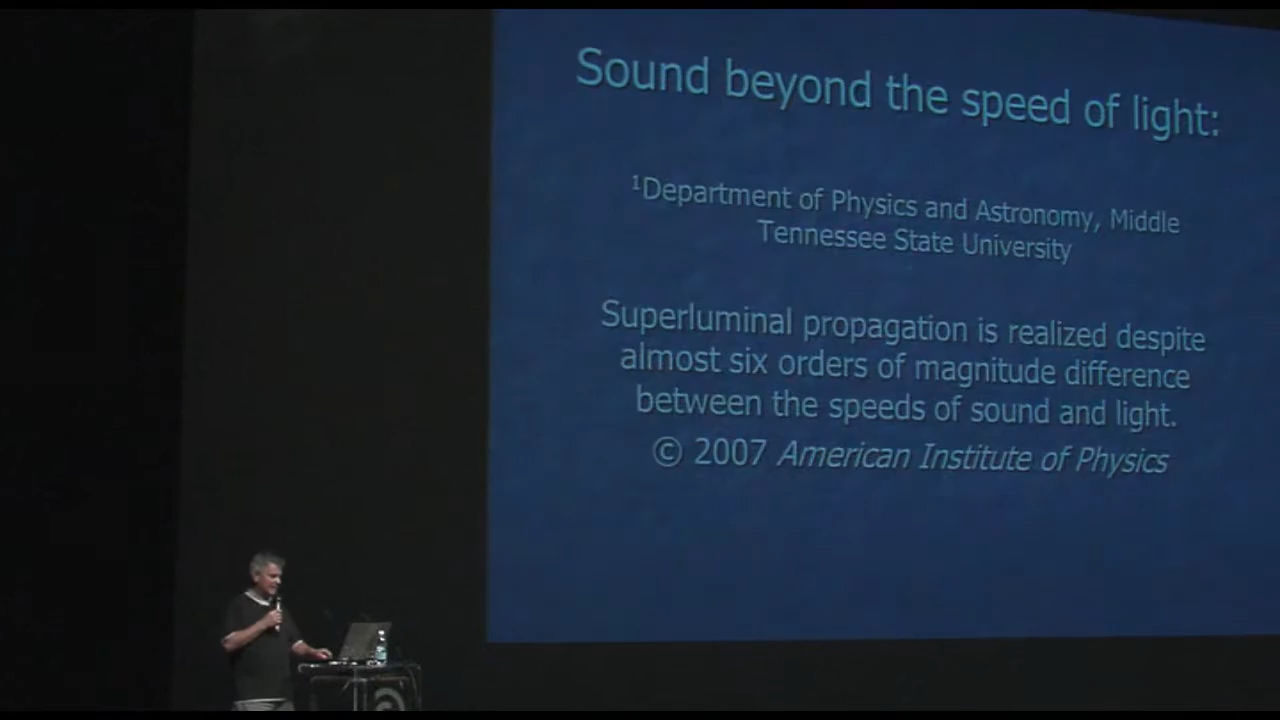 Sound beyond the speed of light:
¹Department of Physics and Astronomy, Middle
Tennessee State University
Superluminal propagation is realized despite
almost six orders of magnitude difference
between the speeds of sound and light.
© 2007 American Institute of Physics